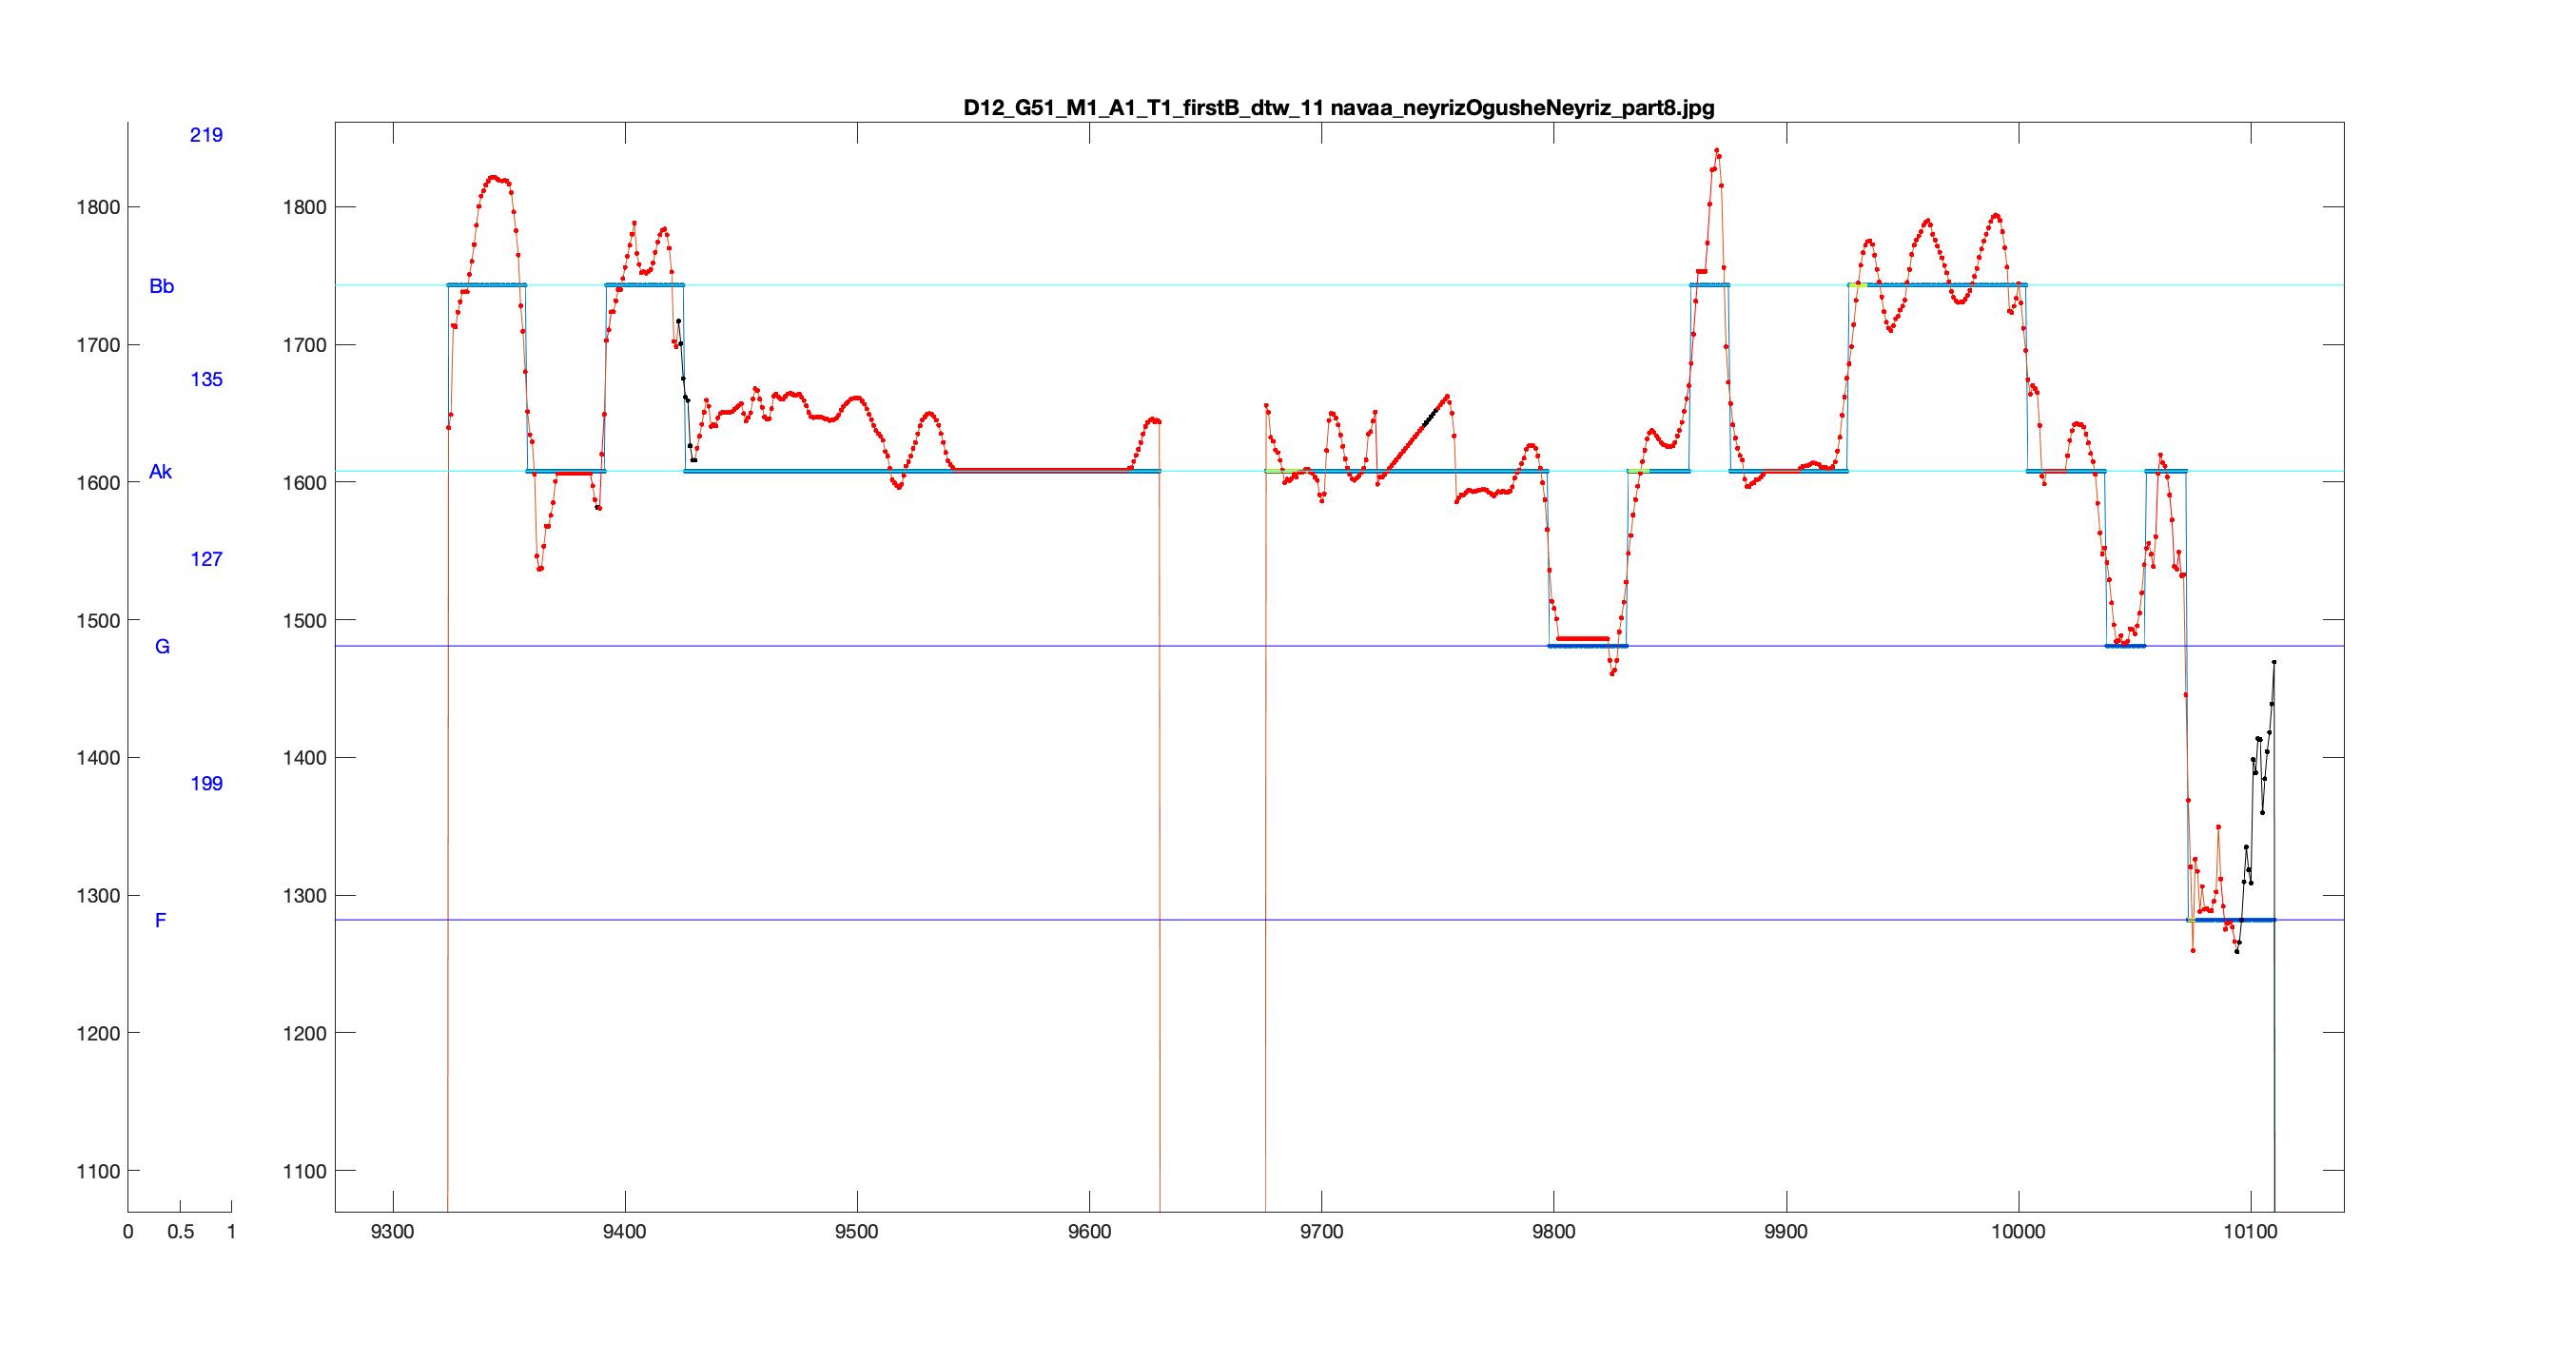 D12_G51_M1_A1_T1_firstB_dtw_11 navaa_neyrizOgusheNeyriz_part8.jpg
219
1800 1800
Bb
1700 1700
135
Ak
1600 1600
127
1500 1500
G
199
1400 1400
1300 1300
F
1200 1200
1100 1100
0 0.5 1 9300 9400 9500 9600 9700 9800 9900 10000 10100